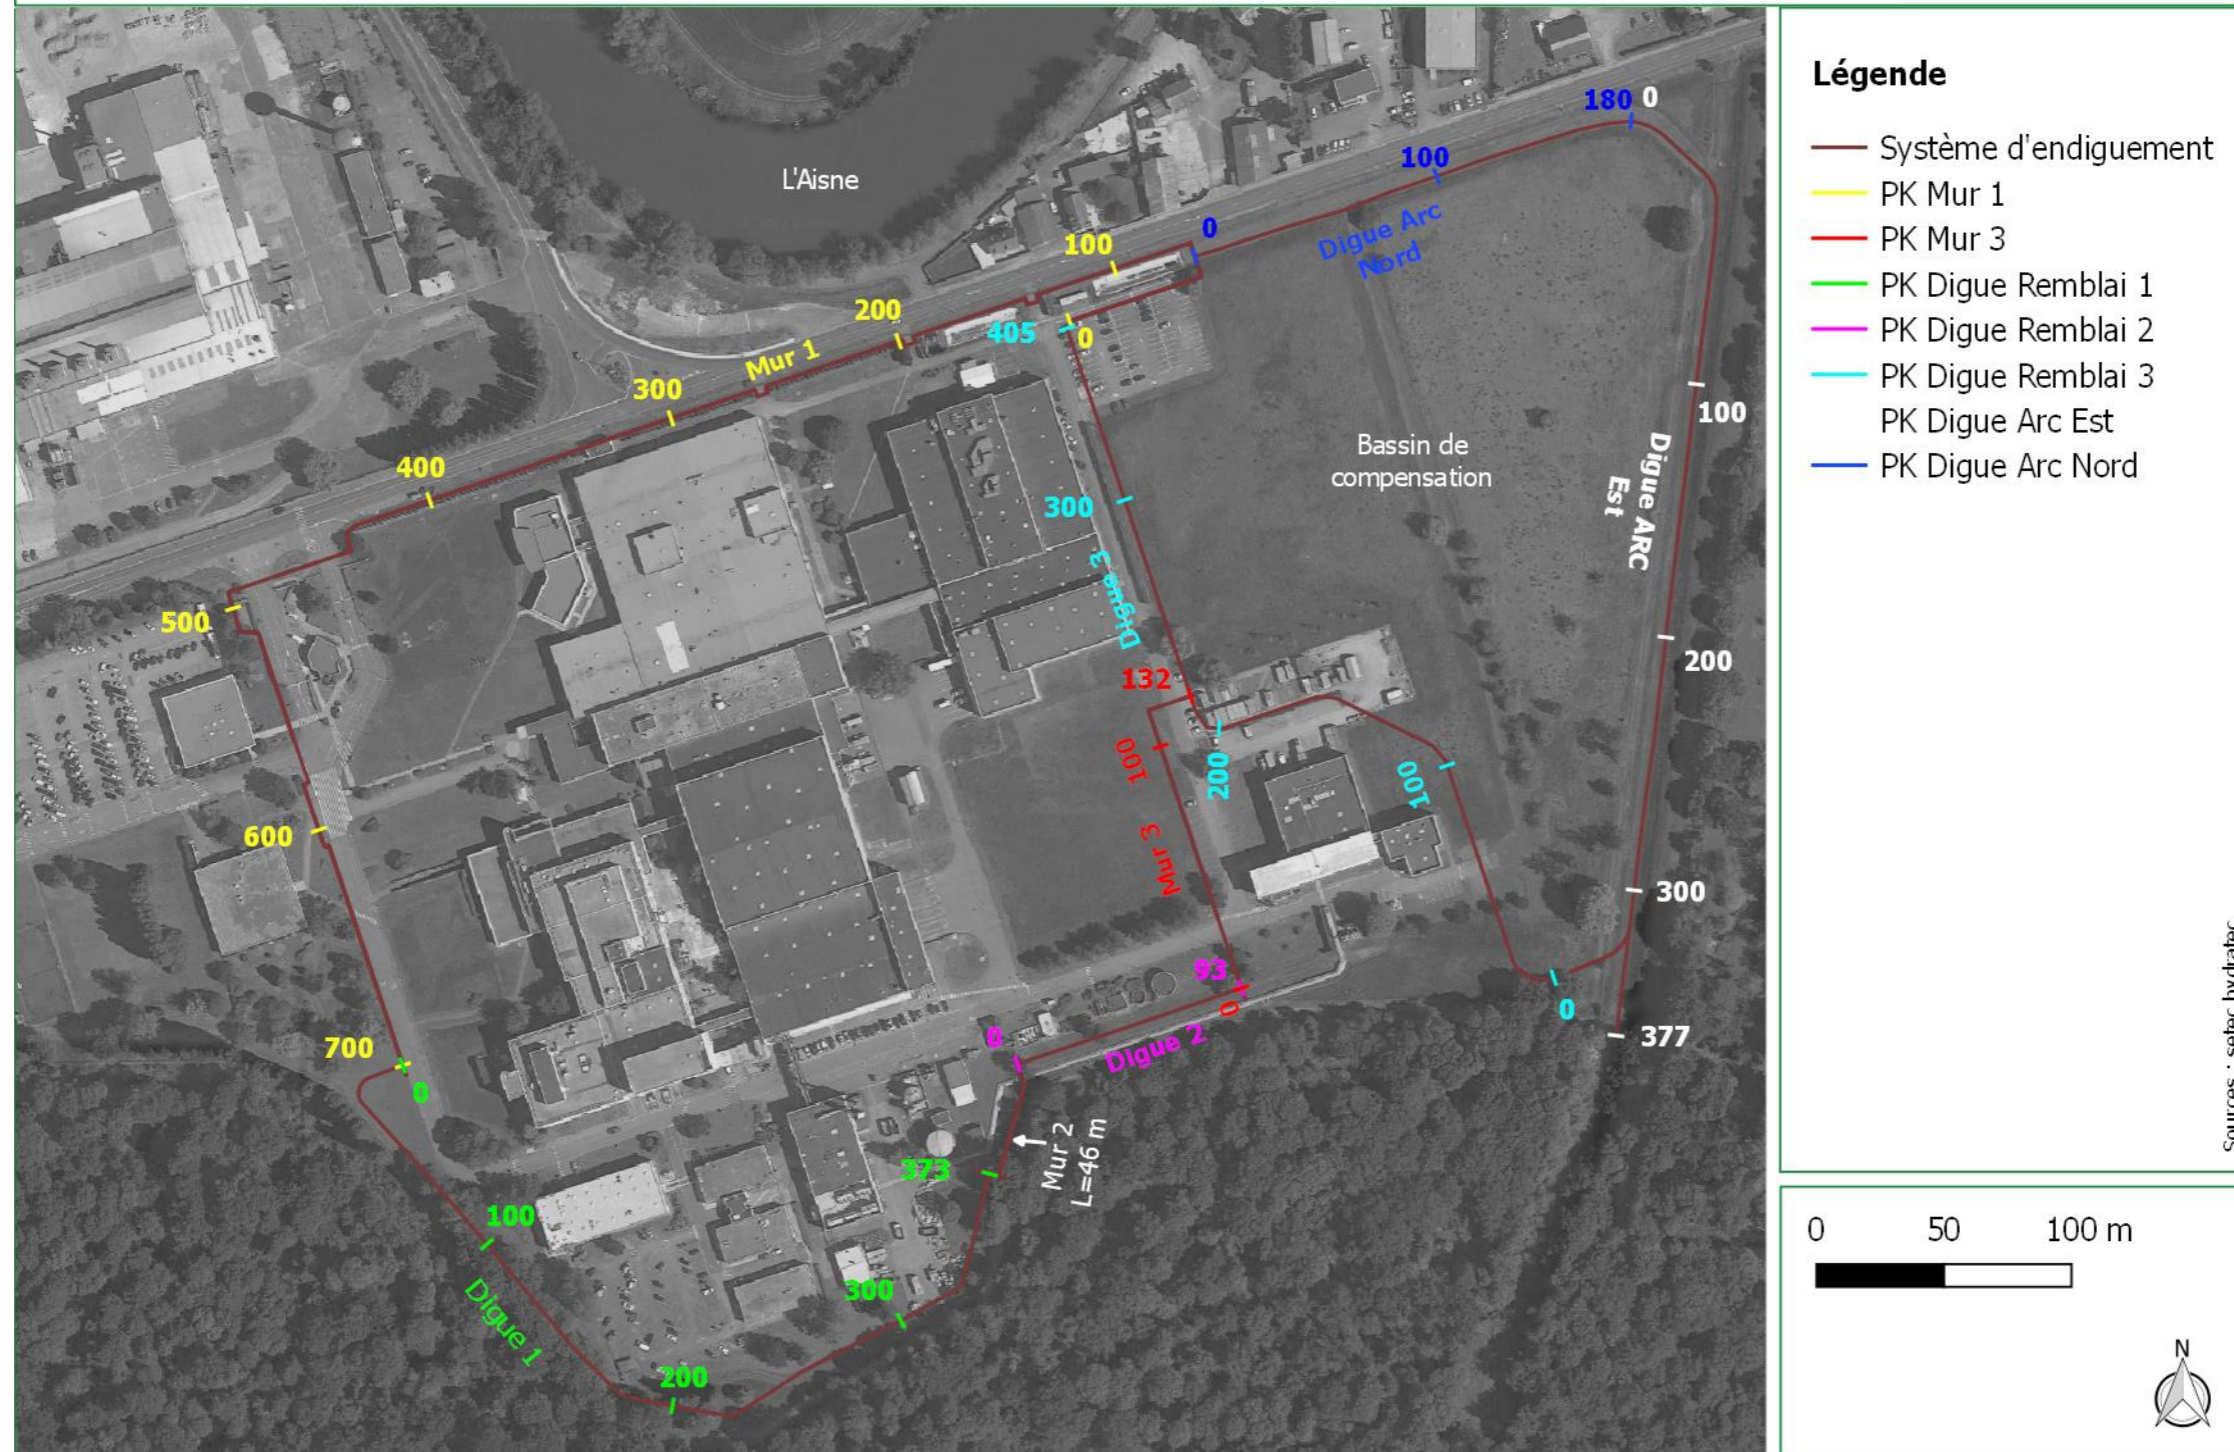 180 0
100
L'Aisne
0
Digue Arc
Nord
100
200
405
0
Mur 1
300
100
Bassin de
compensation
400
Digue ARC
Est
300
Digue 3
500
200
132
100
100
200
600
Mur 3
300
93
0
0
377
700
0
0
Digue 2
Mur 2
L=46 m
373
100
300
Digue 1
200
Légende
Système d'endiguement
PK Mur 1
PK Mur 3
PK Digue Remblai 1
PK Digue Remblai 2
PK Digue Remblai 3
PK Digue Arc Est
PK Digue Arc Nord
Sources : setec hydratec
0 50 100 m
N